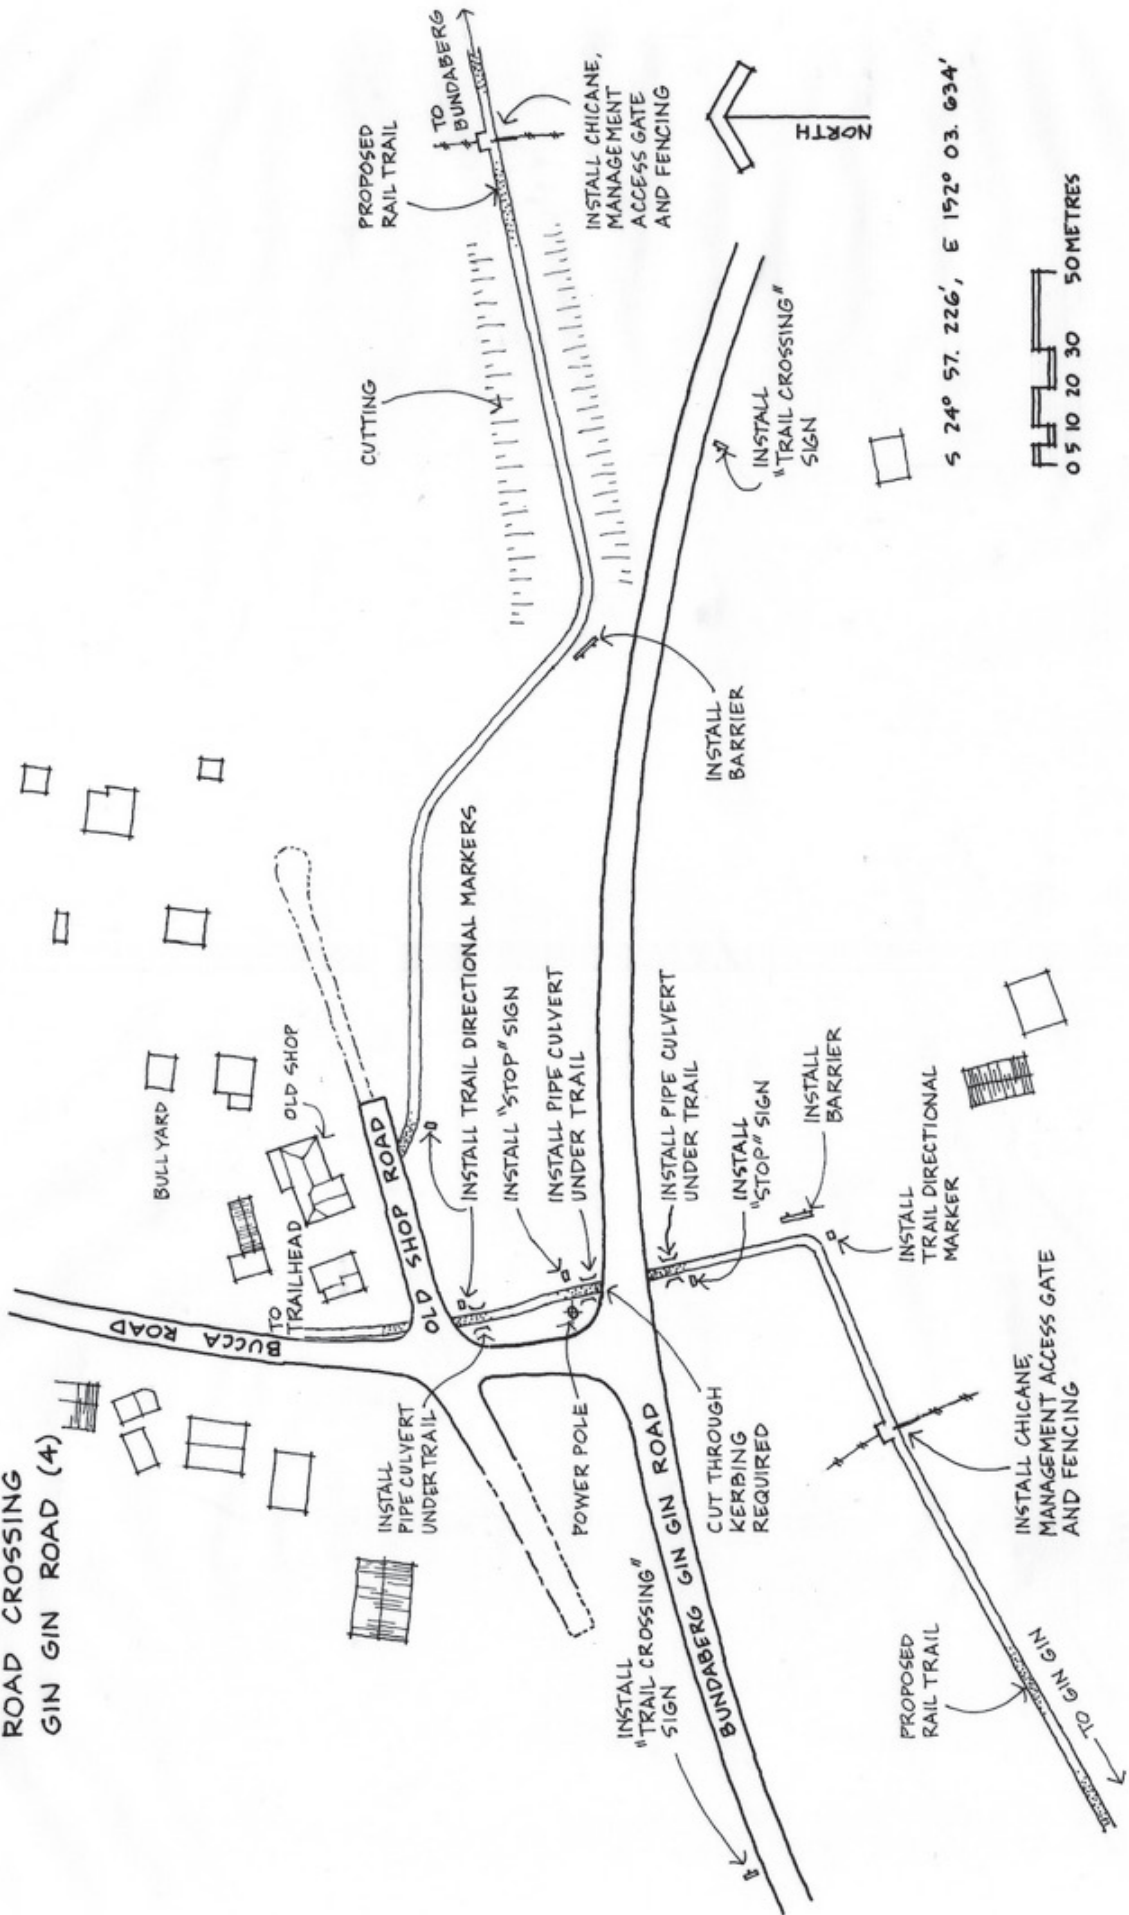 ROAD CROSSING
GIN GIN ROAD (4)
BUCCA ROAD
TO
TRAILHEAD
BULLYARD
OLD SHOP
OLD SHOP ROAD
CUTTING
PROPOSED
RAIL TRAIL
TO
BUNDABERG
INSTALL CHICANE,
MANAGEMENT
ACCESS GATE
AND FENCING
INSTALL
PIPE CULVERT
UNDER TRAIL
INSTALL TRAIL DIRECTIONAL MARKERS
INSTALL "STOP" SIGN
INSTALL PIPE CULVERT
UNDER TRAIL
POWER POLE
INSTALL
BARRIER
INSTALL
"TRAIL CROSSING"
SIGN
NORTH
INSTALL
"TRAIL CROSSING"
SIGN
BUNDABERG GIN GIN ROAD
CUT THROUGH
KERBING
REQUIRED
INSTALL PIPE CULVERT
UNDER TRAIL
INSTALL
"STOP" SIGN
INSTALL
BARRIER
INSTALL
TRAIL DIRECTIONAL
MARKER
PROPOSED
RAIL TRAIL
TO GIN GIN
INSTALL CHICANE,
MANAGEMENT ACCESS GATE
AND FENCING
S 24° 57. 226', E 152° 03. 634'
0 5 10 20 30 50 METRES